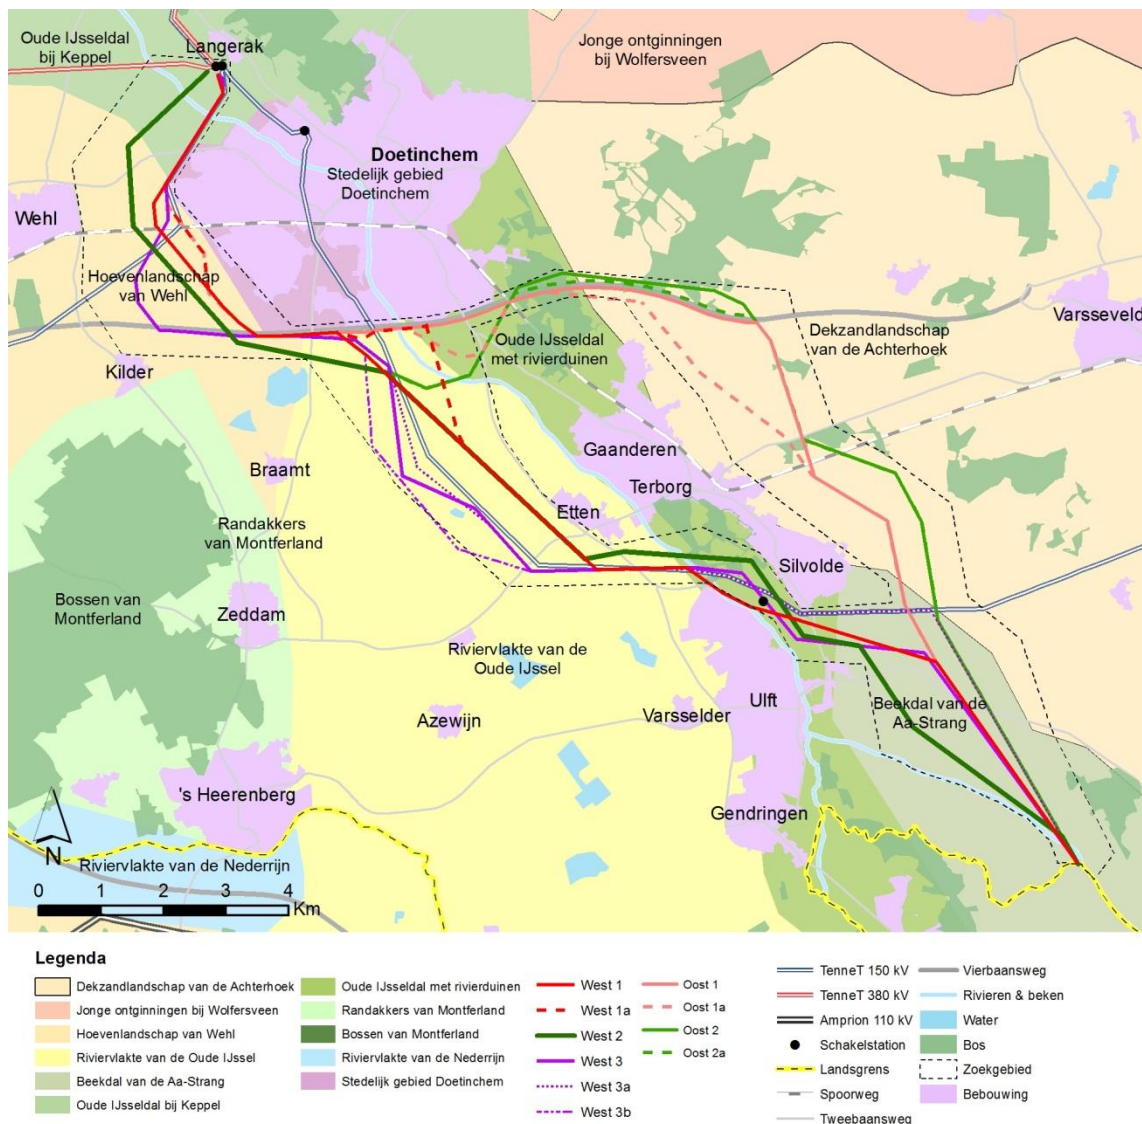 Oude IJsseldal
bij Keppel
Langerak
Jonge ontginningen
bij Wolfersveen
Doetinchem
Stedelijk gebied
Doetinchem
Wehl
Hoevenlandschap
van Wehl
Varsseveld
Dekzandlandschap
van de Achterhoek
Oude IJsseldal
met rivierduinen
Kilder
Gaanderen
Braamt
Terborg
Etten
Randakkers
van Montferland
Silvolde
Bossen van
Montferland
Zeddam
Riviervlakte van de
Oude IJssel
Ulft
Beekdal van de
Aa-Strang
Azewijn
Varsselder
's Heerenberg
Gendringen
N
Riviervlakte van de Nederrijn
0 1 2 3 4
Km
Legenda
Dekzandlandschap van de Achterhoek
Jonge ontginningen bij Wolfersveen
Hoevenlandschap van Wehl
Riviervlakte van de Oude IJssel
Beekdal van de Aa-Strang
Oude IJsseldal bij Keppel
Oude IJsseldal met rivierduinen
Randakkers van Montferland
Bossen van Montferland
Riviervlakte van de Nederrijn
Stedelijk gebied Doetinchem
West 1
West 1a
West 2
West 3
West 3a
West 3b
Oost 1
Oost 1a
Oost 2
Oost 2a
TenneT 150 kV
TenneT 380 kV
Amprion 110 kV
Schakelstation
Landsgrens
Spoorweg
Tweebaansweg
Vierbaansweg
Rivieren & beken
Water
Bos
Zoekgebied
Bebouwing